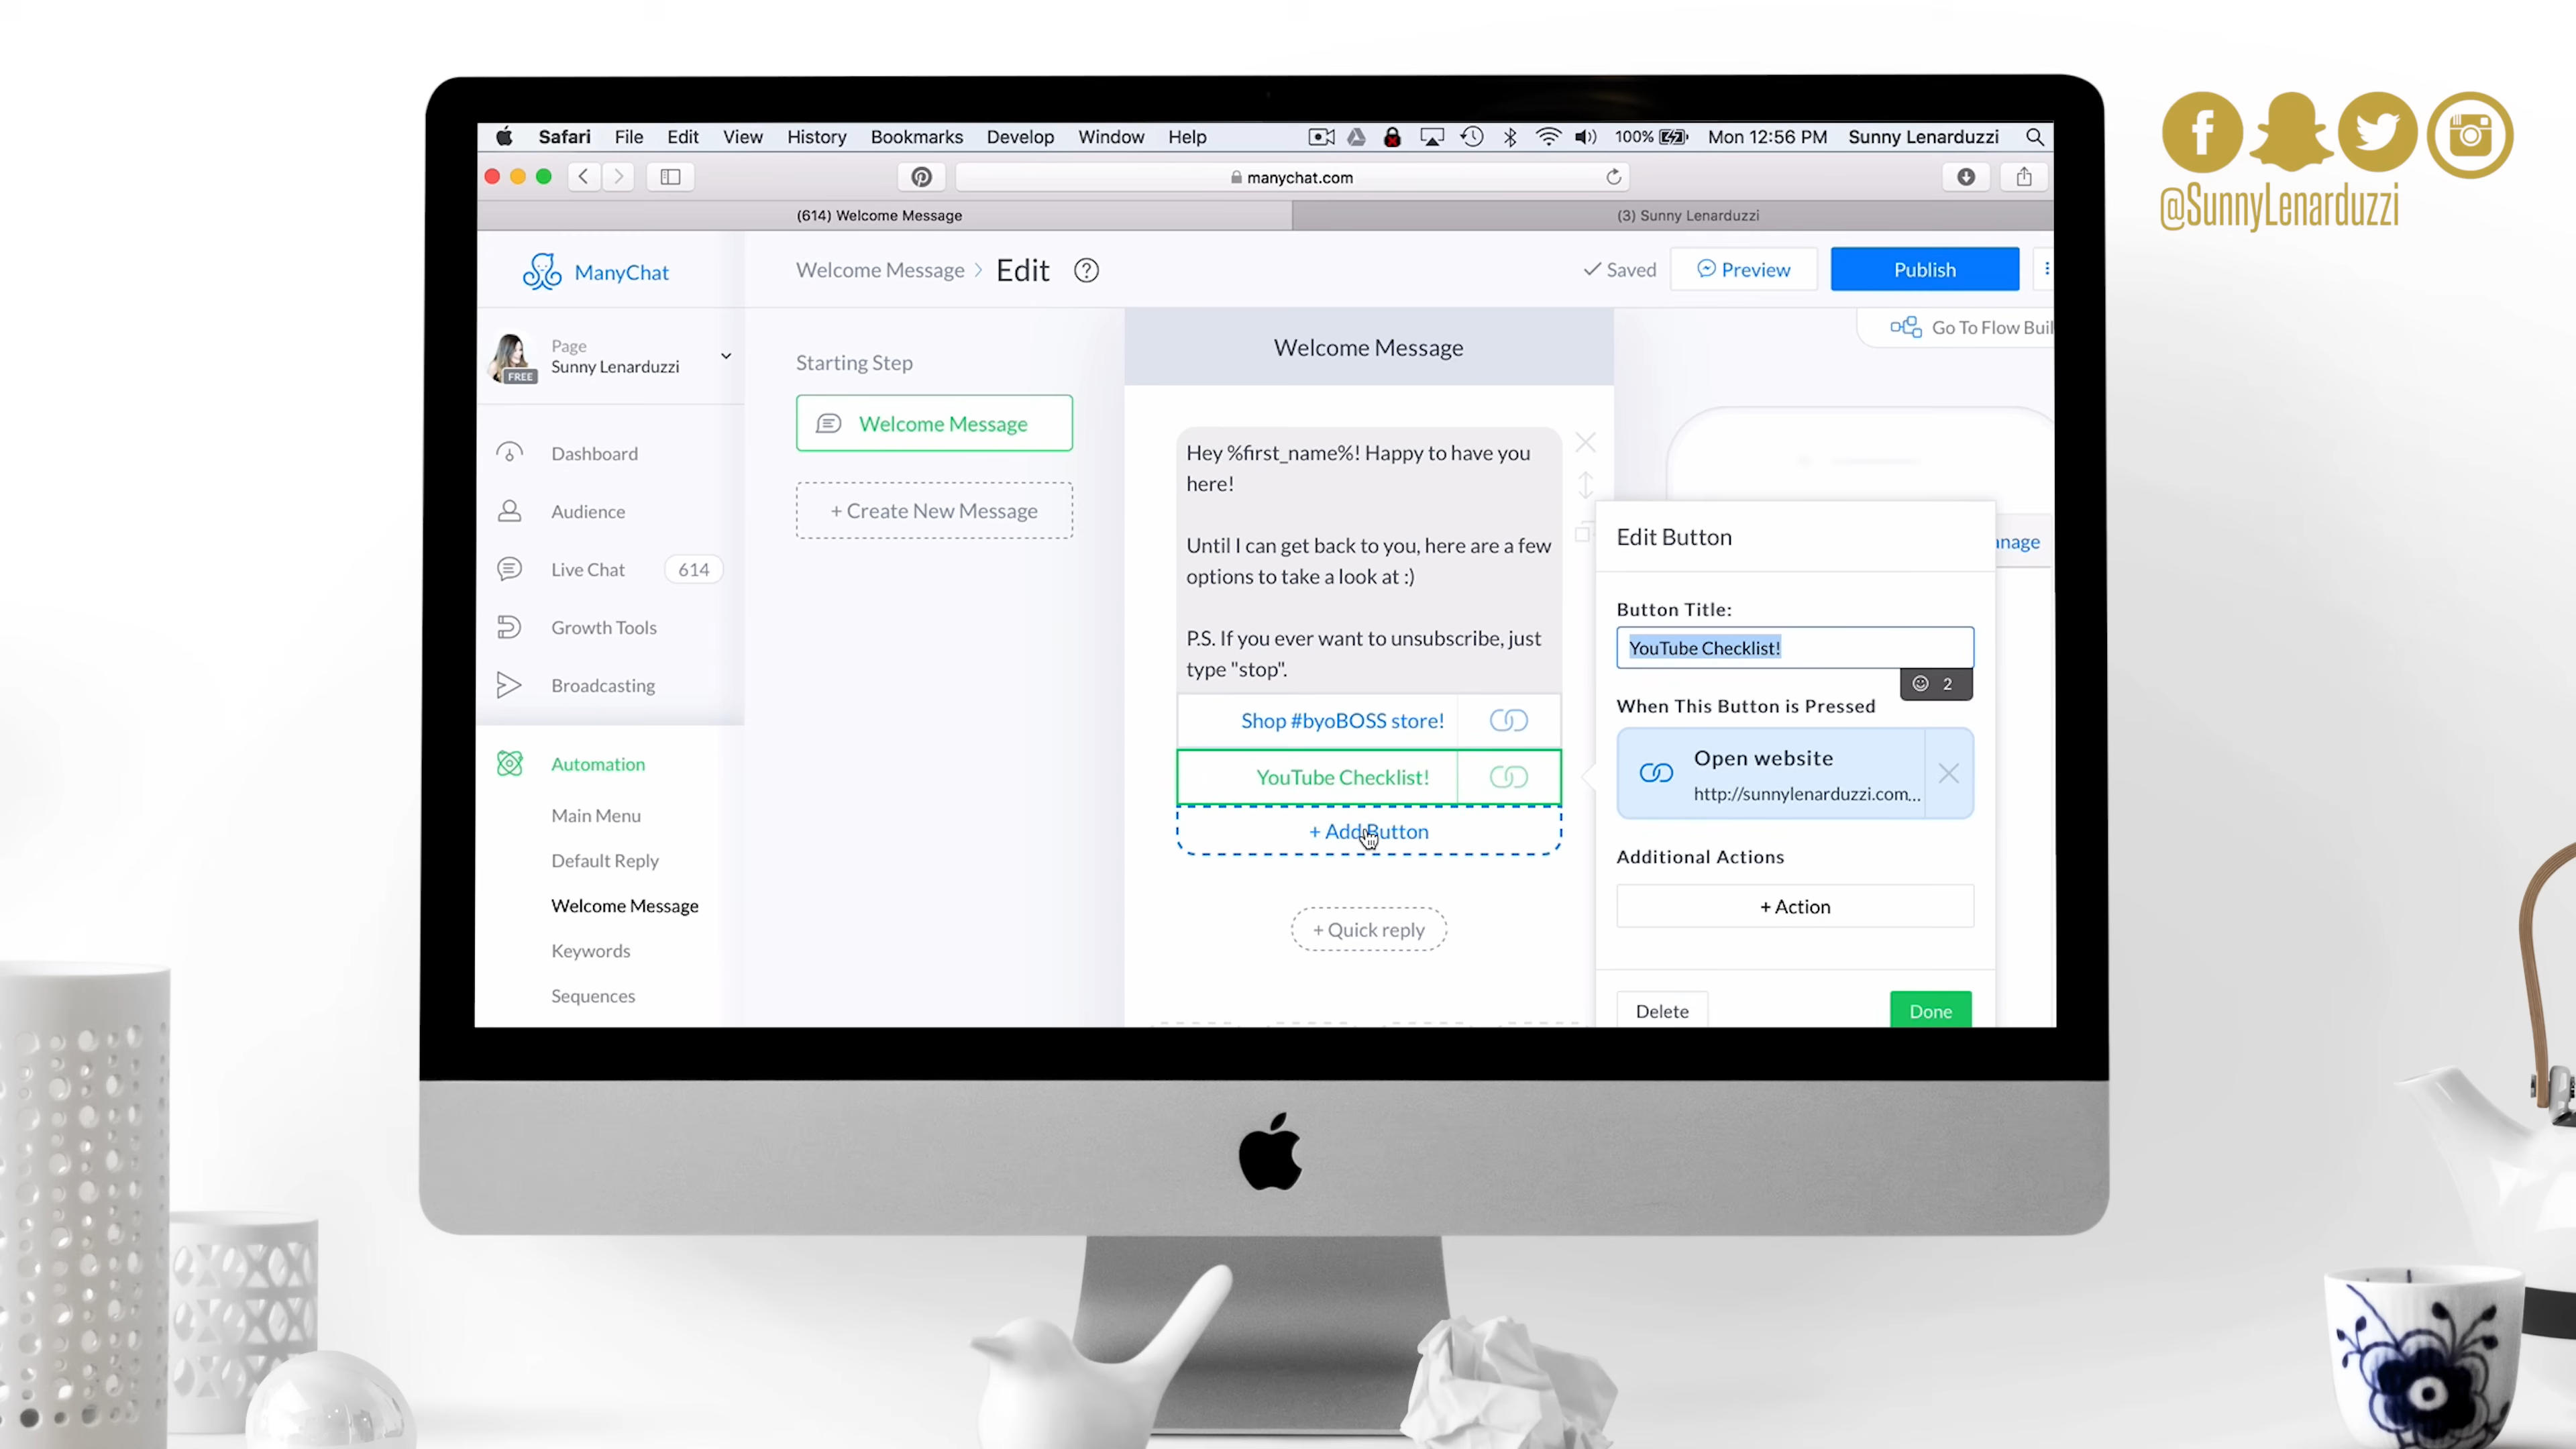 Safari File Edit View History Bookmarks Develop Window Help 100% Mon 12:56 PM Sunny Lenarduzzi
@SunnyLenarduzzi
manychat.com
(614) Welcome Message
(3) Sunny Lenarduzzi
ManyChat
Welcome Message > Edit ?
Saved
Preview
Publish
Page
Sunny Lenarduzzi
FREE
Dashboard
Audience
Live Chat 614
Growth Tools
Broadcasting
Automation
Main Menu
Default Reply
Welcome Message
Keywords
Sequences
Starting Step
Welcome Message
+ Create New Message
Welcome Message
Hey %first_name%! Happy to have you
here!
Until I can get back to you, here are a few
options to take a look at :)
P.S. If you ever want to unsubscribe, just
type "stop".
Shop #byoBOSS store!
YouTube Checklist!
+ Add Button
+ Quick reply
Go To Flow Buil
nage
Edit Button
Button Title:
YouTube Checklist!
2
When This Button is Pressed
Open website
http://sunnylenarduzzi.com...
Additional Actions
+ Action
Delete
Done